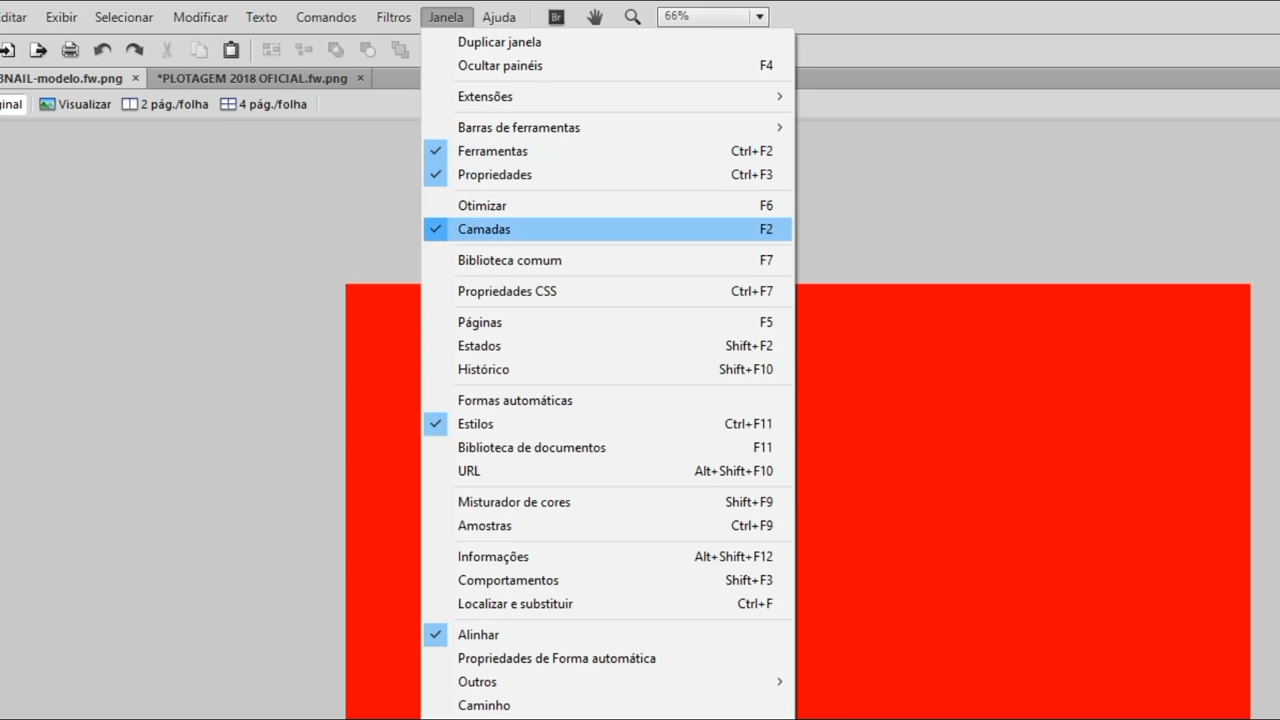 ditar Exibir Selecionar Modificar Texto Comandos Filtros Janela Ajuda Br 66%
BNAIL-modelo.fw.png × *PLOTAGEM 2018 OFICIAL.fw.png ×
ginal Visualizar 2 pág./folha 4 pág./folha
Duplicar janela
Ocultar painéis F4
Extensões
Barras de ferramentas
Ferramentas Ctrl+F2
Propriedades Ctrl+F3
Otimizar F6
Camadas F2
Biblioteca comum F7
Propriedades CSS Ctrl+F7
Páginas F5
Estados Shift+F2
Histórico Shift+F10
Formas automáticas
Estilos Ctrl+F11
Biblioteca de documentos F11
URL Alt+Shift+F10
Misturador de cores Shift+F9
Amostras Ctrl+F9
Informações Alt+Shift+F12
Comportamentos Shift+F3
Localizar e substituir Ctrl+F
Alinhar
Propriedades de Forma automática
Outros
Caminho